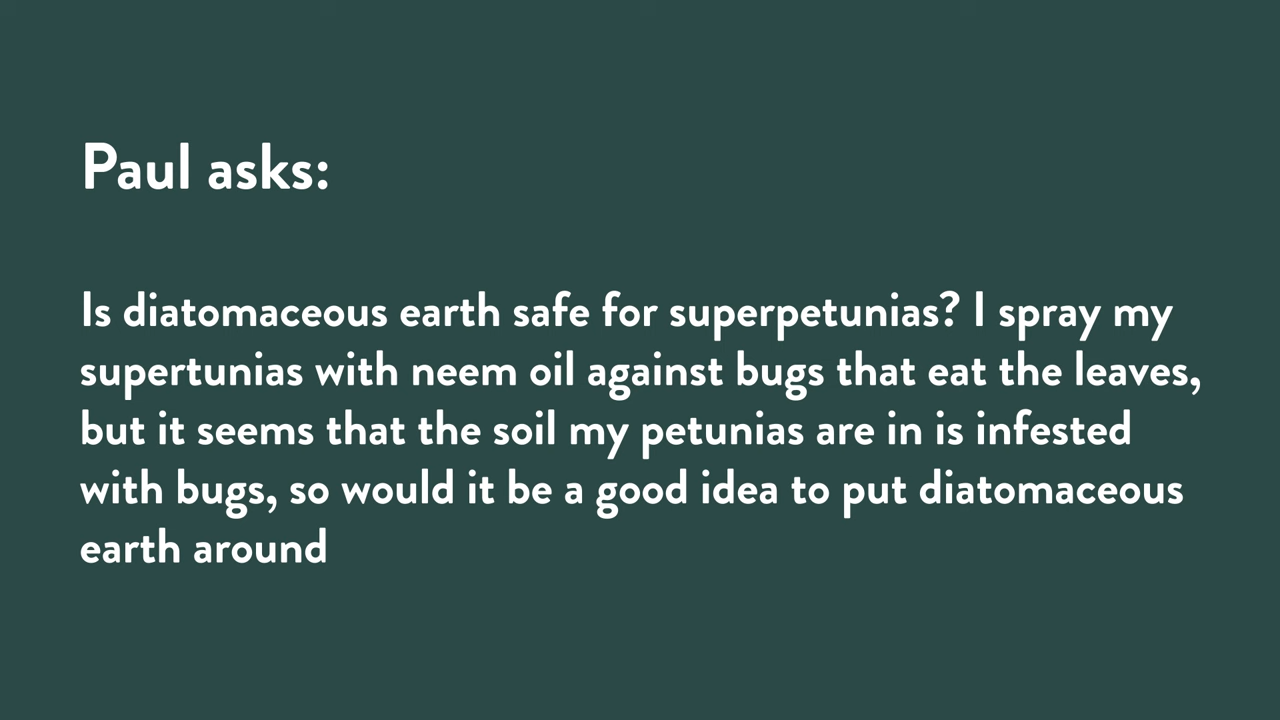 Paul asks:
Is diatomaceous earth safe for superpetunias? I spray my
supertunias with neem oil against bugs that eat the leaves,
but it seems that the soil my petunias are in is infested
with bugs, so would it be a good idea to put diatomaceous
earth around